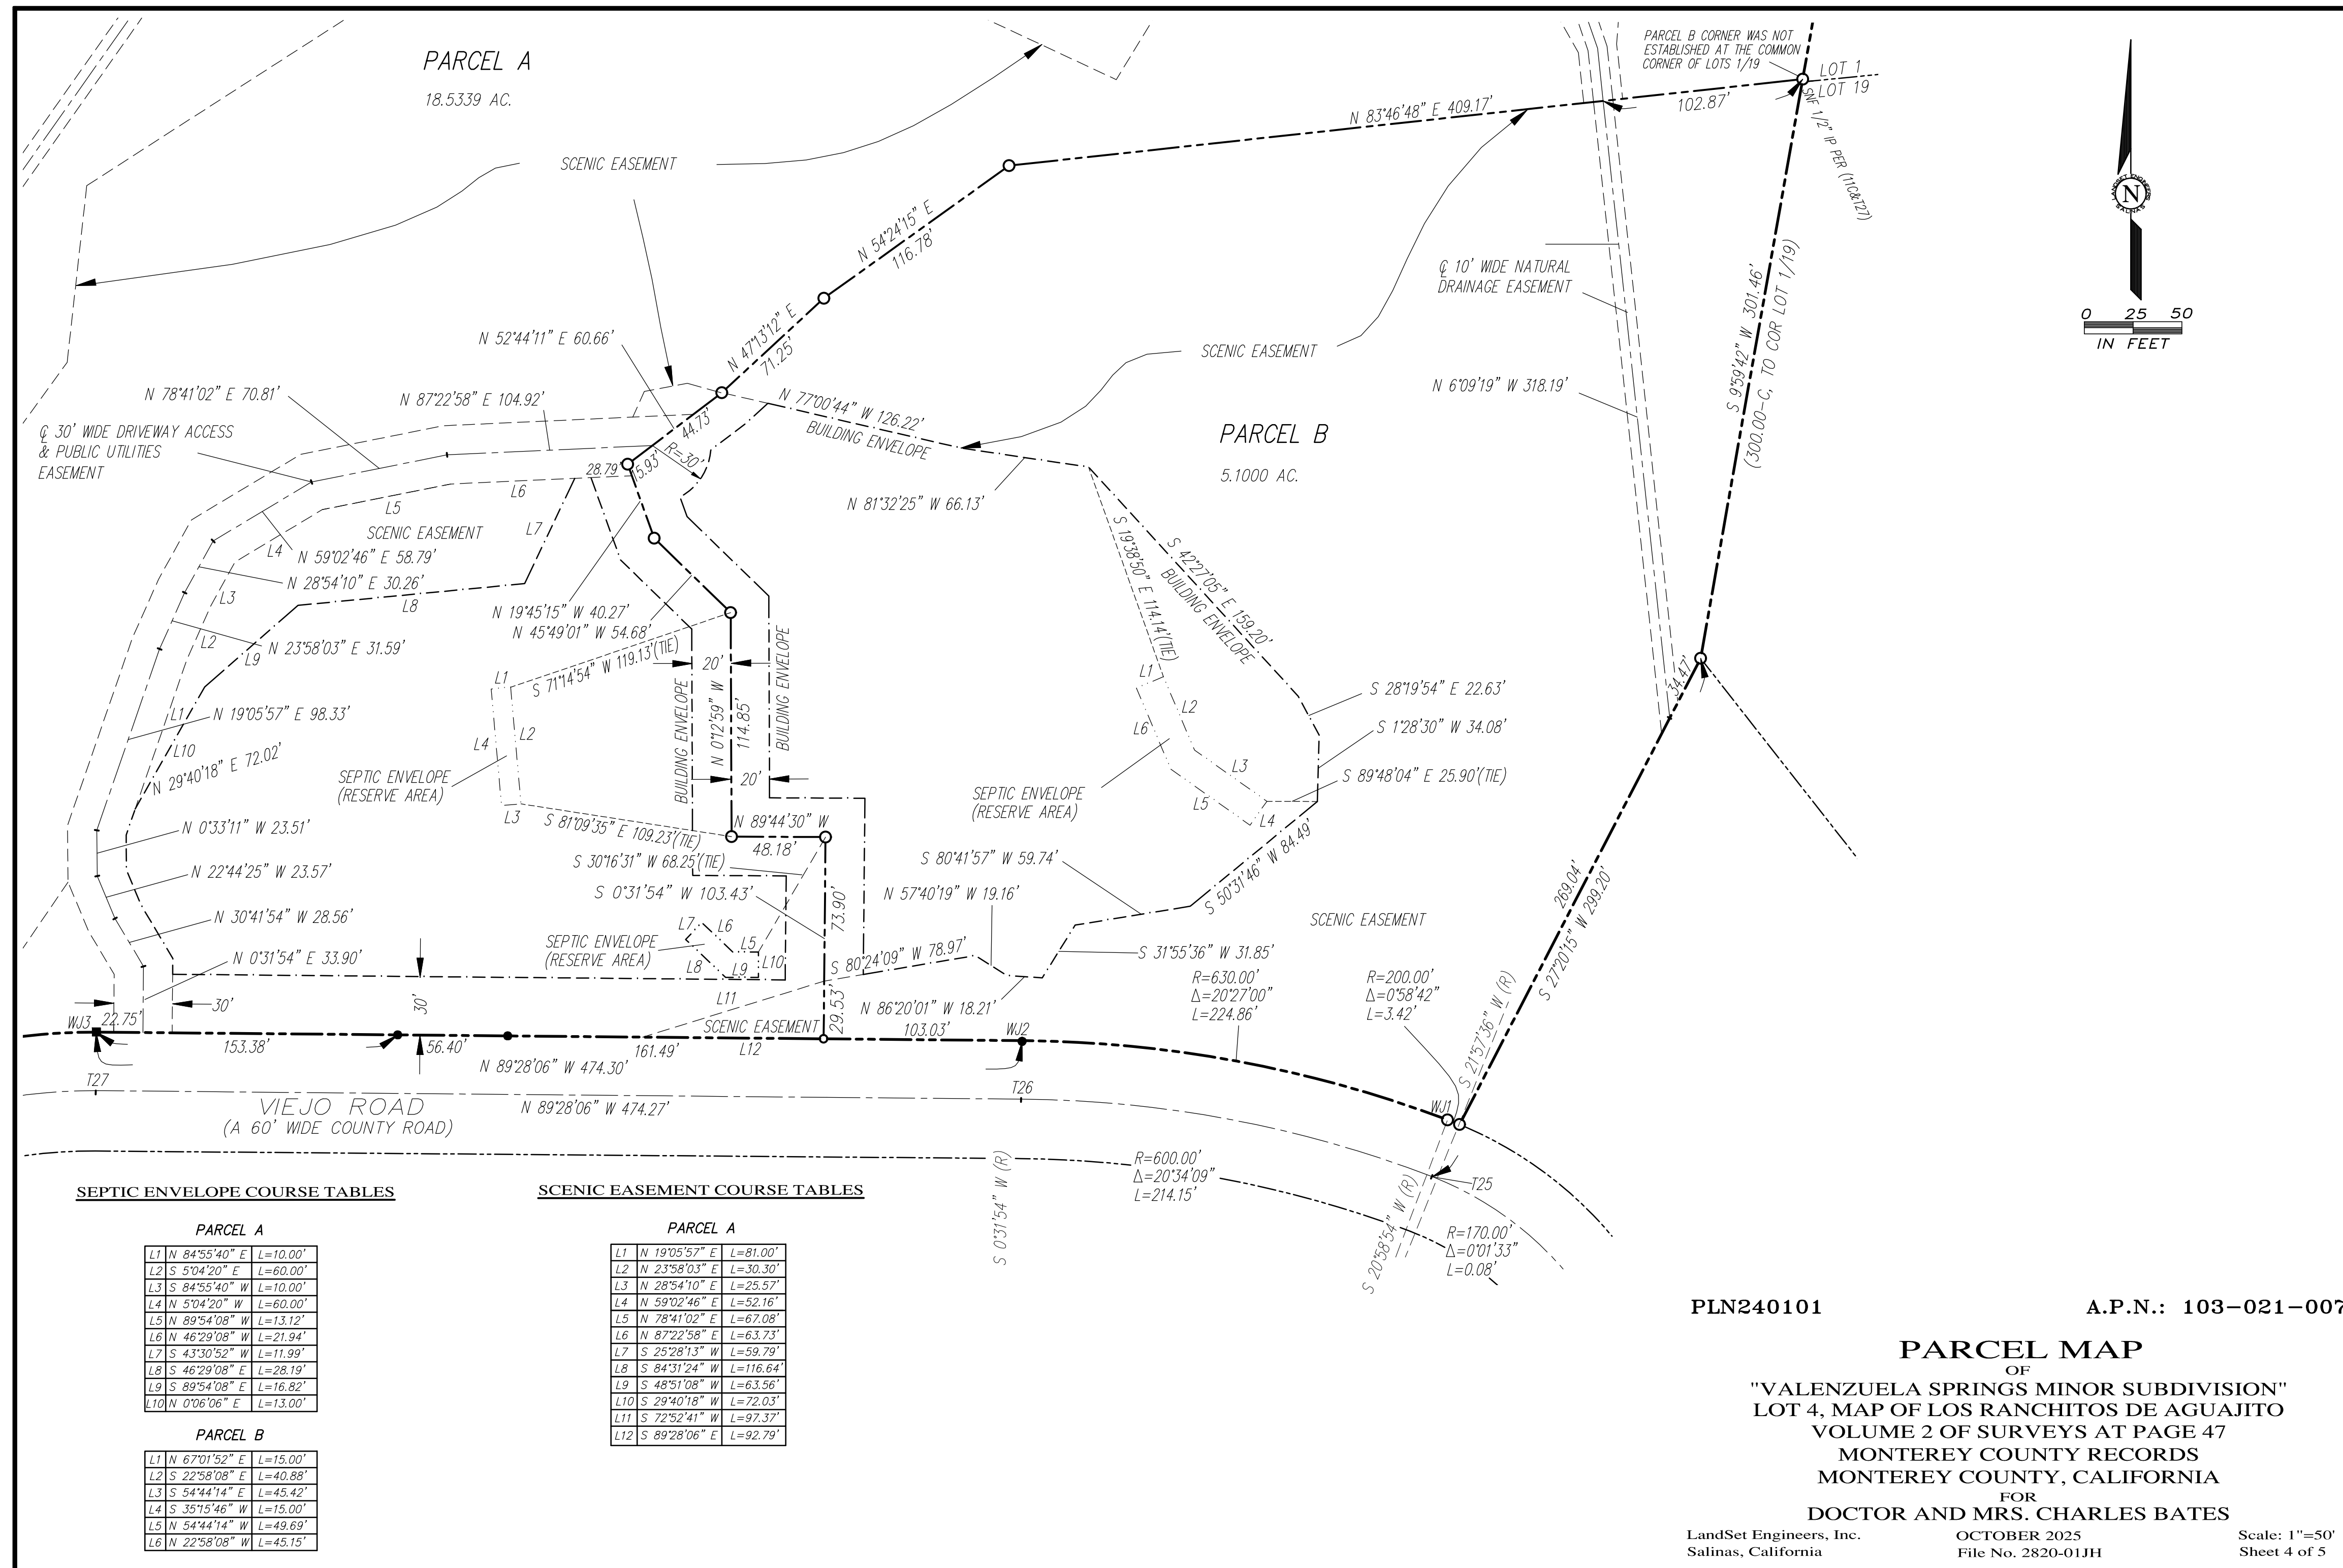 PARCEL A
18.5339 AC.
SCENIC EASEMENT
PARCEL B CORNER WAS NOT
ESTABLISHED AT THE COMMON
CORNER OF LOTS 1/19
LOT 1
LOT 19
102.87'
SNF 1/2" IP PER (11C&T27)
N 83°46'48" E 409.17'
N 54°24'15" E
116.78'
N 47°13'12" E
71.25'
N 52°44'11" E 60.66'
44.73'
15.93'
R=30'
28.79'
N 78°41'02" E 70.81'
N 87°22'58" E 104.92'
℄ 30' WIDE DRIVEWAY ACCESS
& PUBLIC UTILITIES
EASEMENT
N 77°00'44" W 126.22'
BUILDING ENVELOPE
SCENIC EASEMENT
℄ 10' WIDE NATURAL
DRAINAGE EASEMENT
N 6°09'19" W 318.19'
S 9°59'42" W 301.46'
(300.00-C, TO COR LOT 1/19)
LANDSET ENGINEERS
N
SALINAS
0 25 50
IN FEET
PARCEL B
5.1000 AC.
N 81°32'25" W 66.13'
L6
L5
SCENIC EASEMENT
L7
L4
N 59°02'46" E 58.79'
N 28°54'10" E 30.26'
L3
L8
L2
N 23°58'03" E 31.59'
L9
N 19°45'15" W 40.27'
N 45°49'01" W 54.68'
S 71°14'54" W 119.13'(TIE)
20'
BUILDING ENVELOPE
N 0°12'59" W
114.85'
BUILDING ENVELOPE
20'
S 19°38'50" E 114.14'(TIE)
S 42°27'05" E 159.20'
BUILDING ENVELOPE
34.47'
L1
N 19°05'57" E 98.33'
L10
N 29°40'18" E 72.02'
L1
L2
L4
L3
SEPTIC ENVELOPE
(RESERVE AREA)
S 81°09'35" E 109.23'(TIE)
L1
L2
L6
L3
L5
L4
SEPTIC ENVELOPE
(RESERVE AREA)
S 28°19'54" E 22.63'
S 1°28'30" W 34.08'
S 89°48'04" E 25.90'(TIE)
N 0°33'11" W 23.51'
N 22°44'25" W 23.57'
N 30°41'54" W 28.56'
N 0°31'54" E 33.90'
N 89°44'30" W
48.18'
S 30°16'31" W 68.25'(TIE)
S 0°31'54" W 103.43'
73.90'
S 80°41'57" W 59.74'
S 50°31'46" W 84.49'
N 57°40'19" W 19.16'
SEPTIC ENVELOPE
(RESERVE AREA)
L7
L6
L5
L8
L9
L10
S 80°24'09" W 78.97'
S 31°55'36" W 31.85'
N 86°20'01" W 18.21'
SCENIC EASEMENT
269.04'
S 27°20'15" W 299.20'
R=630.00'
Δ=20°27'00"
L=224.86'
R=200.00'
Δ=0°58'42"
L=3.42'
S 21°57'36" W (R)
WJ3
22.75'
30'
30'
153.38'
56.40'
L11
SCENIC EASEMENT
29.53'
161.49'
L12
103.03'
WJ2
N 89°28'06" W 474.30'
T27
T26
WJ1
VIEJO ROAD
(A 60' WIDE COUNTY ROAD)
N 89°28'06" W 474.27'
S 0°31'54" W (R)
R=600.00'
Δ=20°34'09"
L=214.15'
T25
S 20°58'54" W (R)
R=170.00'
Δ=0°01'33"
L=0.08'
SEPTIC ENVELOPE COURSE TABLES
PARCEL A
L1 N 84°55'40" E L=10.00'
L2 S 5°04'20" E L=60.00'
L3 S 84°55'40" W L=10.00'
L4 N 5°04'20" W L=60.00'
L5 N 89°54'08" W L=13.12'
L6 N 46°29'08" W L=21.94'
L7 S 43°30'52" W L=11.99'
L8 S 46°29'08" E L=28.19'
L9 S 89°54'08" E L=16.82'
L10 N 0°06'06" E L=13.00'
PARCEL B
L1 N 67°01'52" E L=15.00'
L2 S 22°58'08" E L=40.88'
L3 S 54°44'14" E L=45.42'
L4 S 35°15'46" W L=15.00'
L5 N 54°44'14" W L=49.69'
L6 N 22°58'08" W L=45.15'
SCENIC EASEMENT COURSE TABLES
PARCEL A
L1 N 19°05'57" E L=81.00'
L2 N 23°58'03" E L=30.30'
L3 N 28°54'10" E L=25.57'
L4 N 59°02'46" E L=52.16'
L5 N 78°41'02" E L=67.08'
L6 N 87°22'58" E L=63.73'
L7 S 25°28'13" W L=59.79'
L8 S 84°31'24" W L=116.64'
L9 S 48°51'08" W L=63.56'
L10 S 29°40'18" W L=72.03'
L11 S 72°52'41" W L=97.37'
L12 S 89°28'06" E L=92.79'
PLN240101
A.P.N.: 103-021-007
PARCEL MAP
OF
"VALENZUELA SPRINGS MINOR SUBDIVISION"
LOT 4, MAP OF LOS RANCHITOS DE AGUAJITO
VOLUME 2 OF SURVEYS AT PAGE 47
MONTEREY COUNTY RECORDS
MONTEREY COUNTY, CALIFORNIA
FOR
DOCTOR AND MRS. CHARLES BATES
LandSet Engineers, Inc.
Salinas, California
OCTOBER 2025
File No. 2820-01JH
Scale: 1"=50'
Sheet 4 of 5